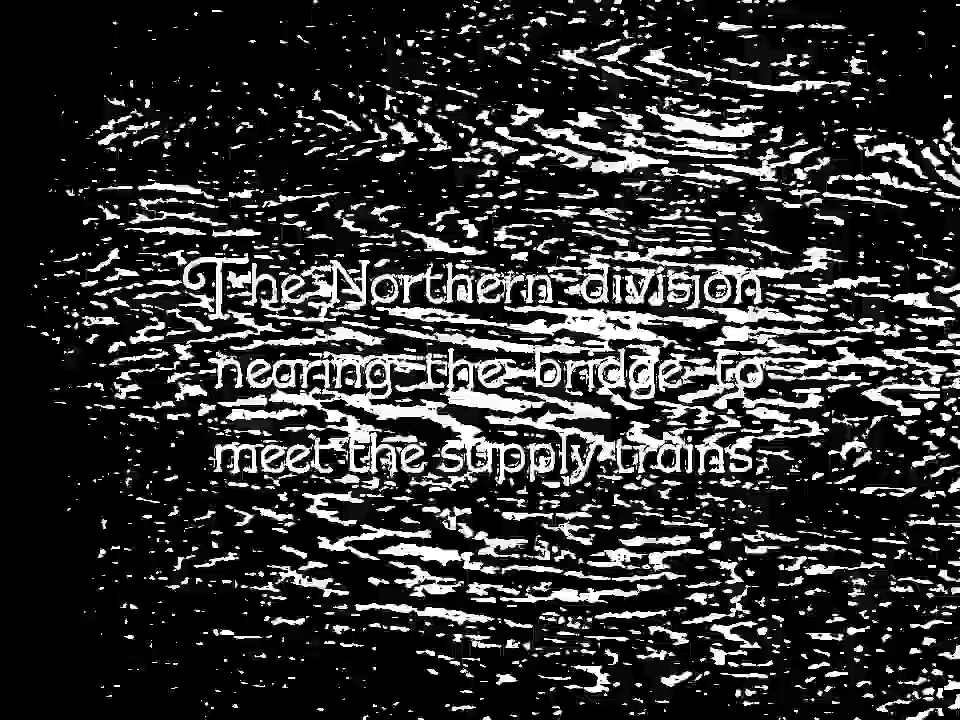 The Northern division
nearing the bridge to
meet the supply trains.